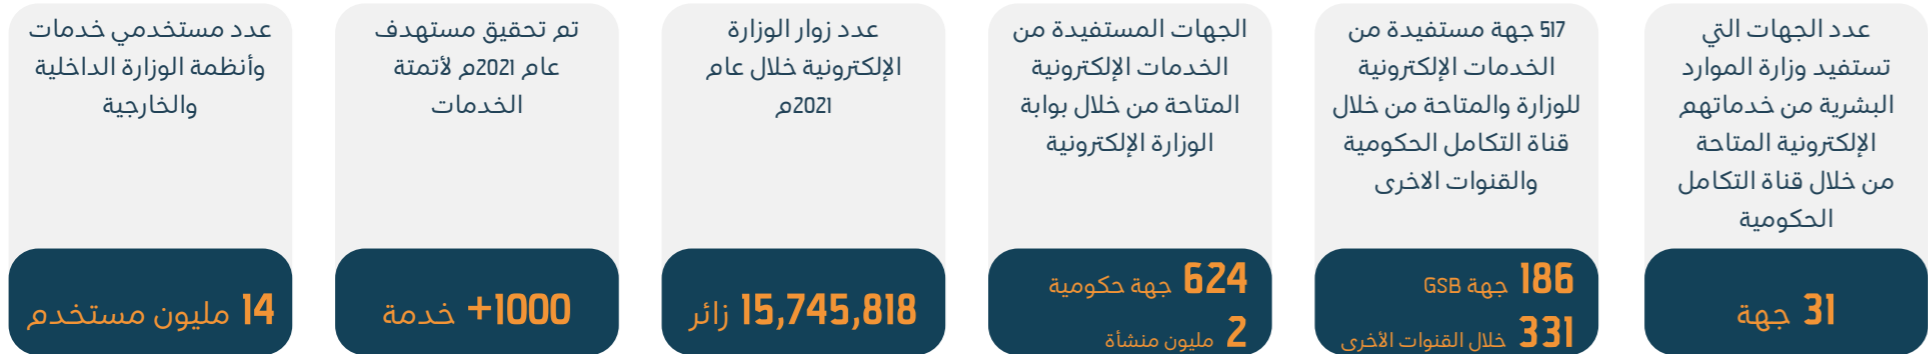 عدد الجهات التي
تستفيد وزارة الموارد
البشرية من خدماتهم
الإلكترونية المتاحة
من خلال قناة التكامل
الحكومية
31 جهة
517 جهة مستفيدة من
الخدمات الإلكترونية
للوزارة والمتاحة من خلال
قناة التكامل الحكومية
والقنوات الاخرى
186 جهة GSB
331 خلال القنوات الأخرى
الجهات المستفيدة من
الخدمات الإلكترونية
المتاحة من خلال بوابة
الوزارة الإلكترونية
624 جهة حكومية
2 مليون منشأة
عدد زوار الوزارة
الإلكترونية خلال عام
2021م
15,745,818 زائر
تم تحقيق مستهدف
عام 2021م لأتمتة
الخدمات
+1000 خدمة
عدد مستخدمي خدمات
وأنظمة الوزارة الداخلية
والخارجية
14 مليون مستخدم